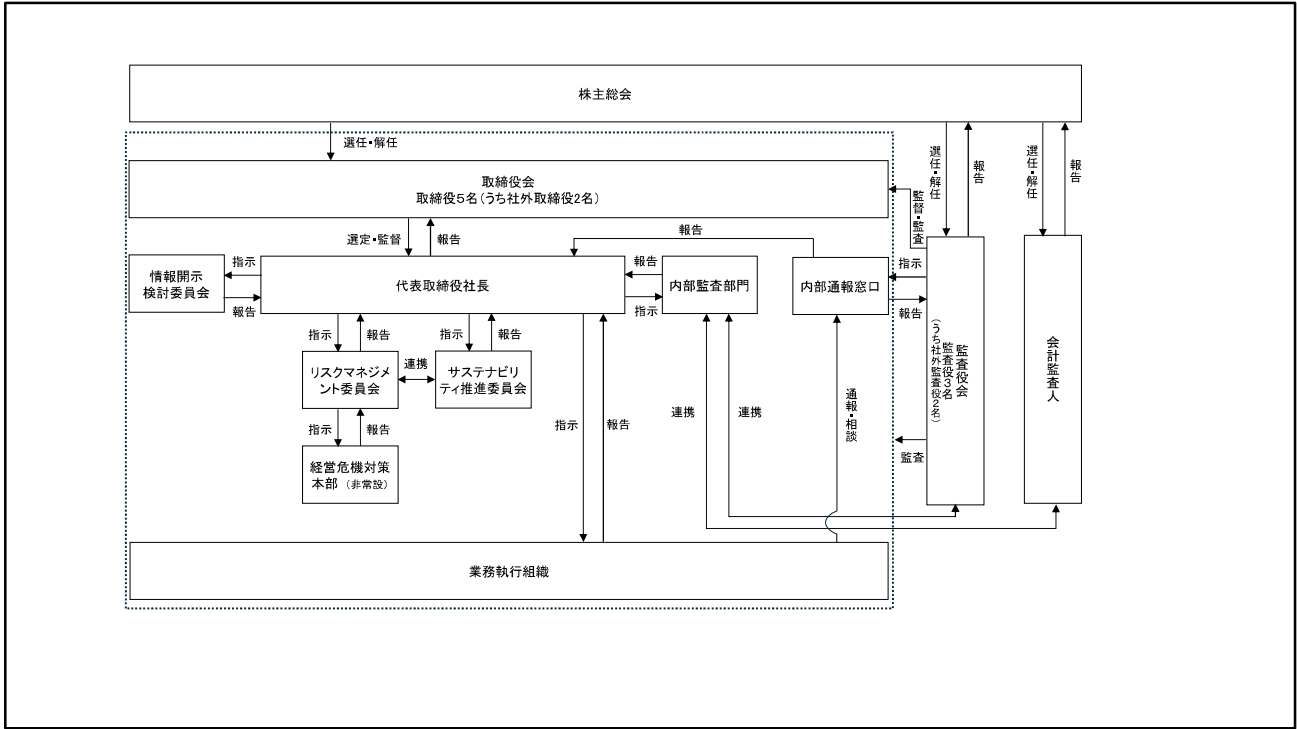 株主総会
選任・解任
選任・解任
報告
選任・解任
報告
取締役会
取締役5名(うち社外取締役2名)
監督・監査
選定・監督
報告
報告
情報開示
検討委員会
指示
報告
代表取締役社長
報告
指示
内部監査部門
内部通報窓口
指示
報告
監査役会
監査役3名
(うち社外監査役2名)
会計監査人
指示
報告
指示
報告
リスクマネジメ
ント委員会
連携
サステナビリ
ティ推進委員会
指示
報告
連携
連携
通報・相談
監査
指示
報告
経営危機対策
本部 (非常設)
業務執行組織